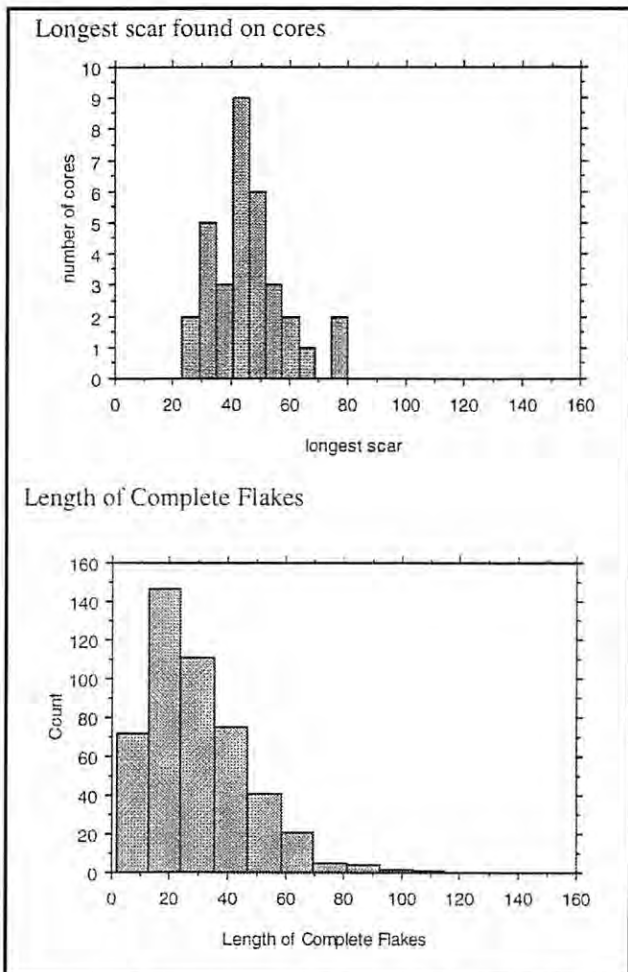 Longest scar found on cores
10
9
8
7
6
5
4
3
2
1
0
number of cores
0 20 40 60 80 100 120 140 160
longest scar
Length of Complete Flakes
160
140
120
100
80
60
40
20
0
Count
0 20 40 60 80 100 120 140 160
Length of Complete Flakes